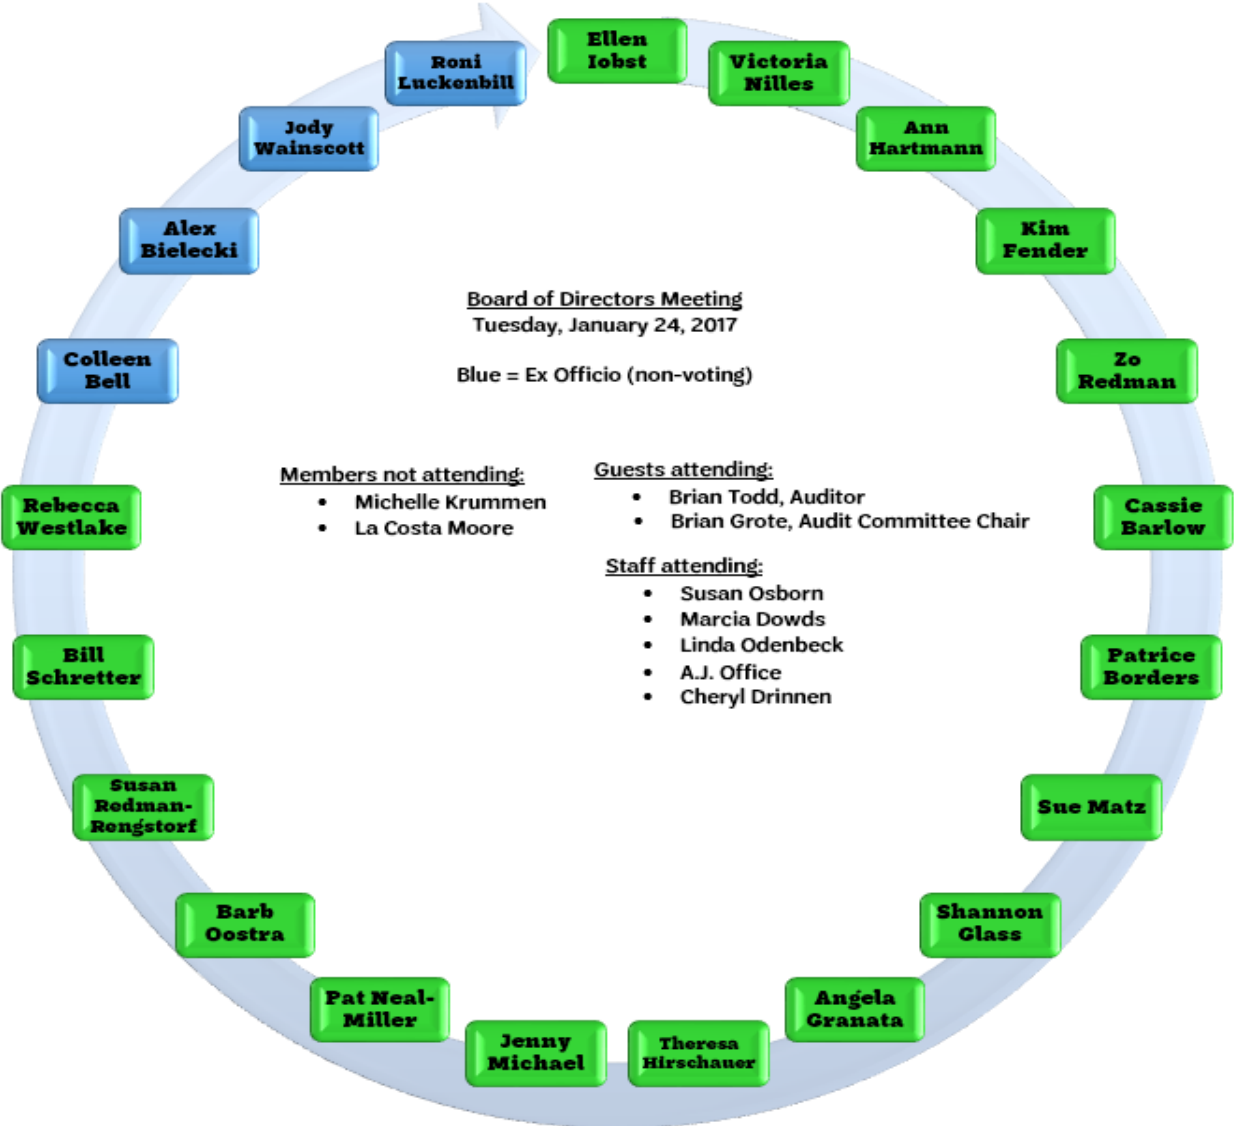 Ellen
Iobst
Victoria
Nilles
Ann
Hartmann
Kim
Fender
Zo
Redman
Cassie
Barlow
Patrice
Borders
Sue Matz
Shannon
Glass
Angela
Granata
Theresa
Hirschauer
Jenny
Michael
Pat Neal-
Miller
Barb
Oostra
Susan
Redman-
Rengstorf
Bill
Schretter
Rebecca
Westlake
Colleen
Bell
Alex
Bielecki
Jody
Wainscott
Roni
Luckenbill
Board of Directors Meeting
Tuesday, January 24, 2017
Blue = Ex Officio (non-voting)
Members not attending:
• Michelle Krummen
• La Costa Moore
Guests attending:
• Brian Todd, Auditor
• Brian Grote, Audit Committee Chair
Staff attending:
• Susan Osborn
• Marcia Dowds
• Linda Odenbeck
• A.J. Office
• Cheryl Drinnen